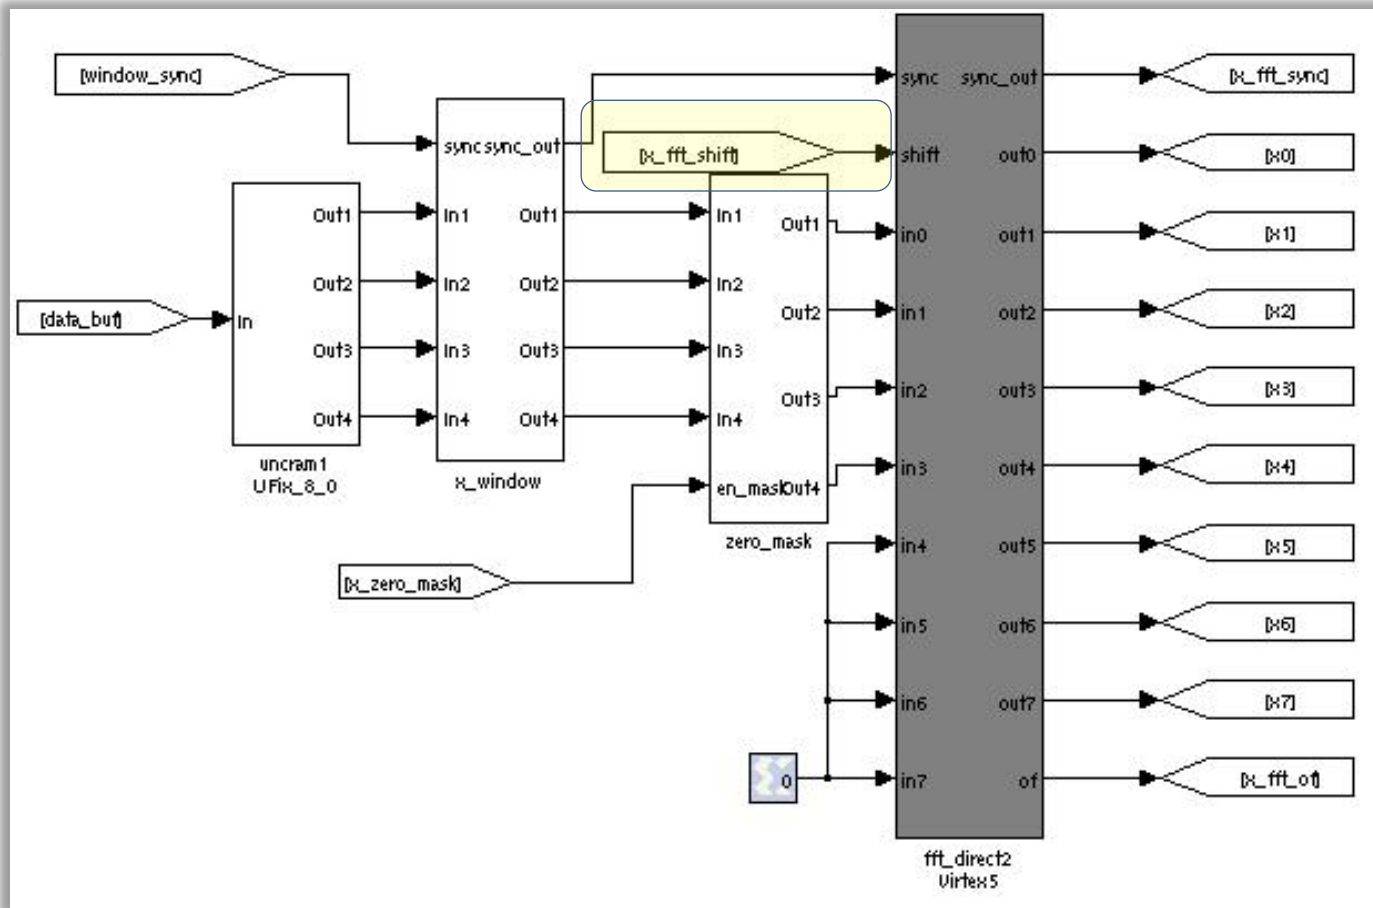 [window_sync]
sync
sync_out
[x_fft_sync]
sync
sync_out
[x_fft_shift]
shift
out0
[x0]
Out1
In1
Out1
In1
Out1
in0
out1
[x1]
Out2
In2
Out2
In2
Out2
in1
out2
[x2]
[data_buf]
In
Out3
In3
Out3
In3
Out3
in2
out3
[x3]
Out4
In4
Out4
In4
in3
out4
[x4]
uncram1
UFix_8_0
x_window
en_mask
Out4
zero_mask
in4
out5
[x5]
[x_zero_mask]
in5
out6
[x6]
in6
out7
[x7]
0
in7
of
[x_fft_of]
fft_direct2
Virtex5